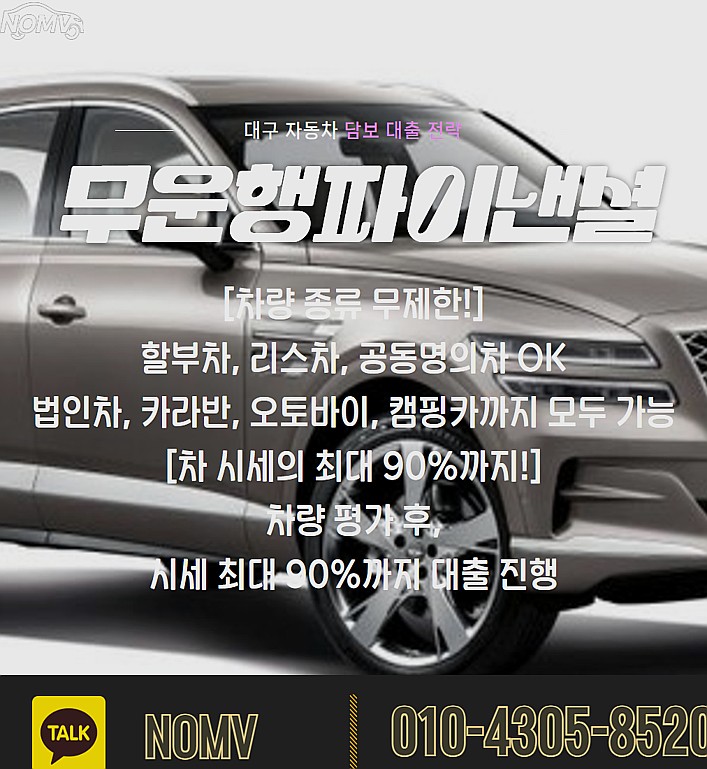 NOMV
대구 자동차 담보 대출 전략
무운행파이낸셜
[차량 종류 무제한!]
할부차, 리스차, 공동명의차 OK
법인차, 카라반, 오토바이, 캠핑카까지 모두 가능
[차 시세의 최대 90%까지!]
차량 평가 후,
시세 최대 90%까지 대출 진행
TALK NOMV 010-4305-8520